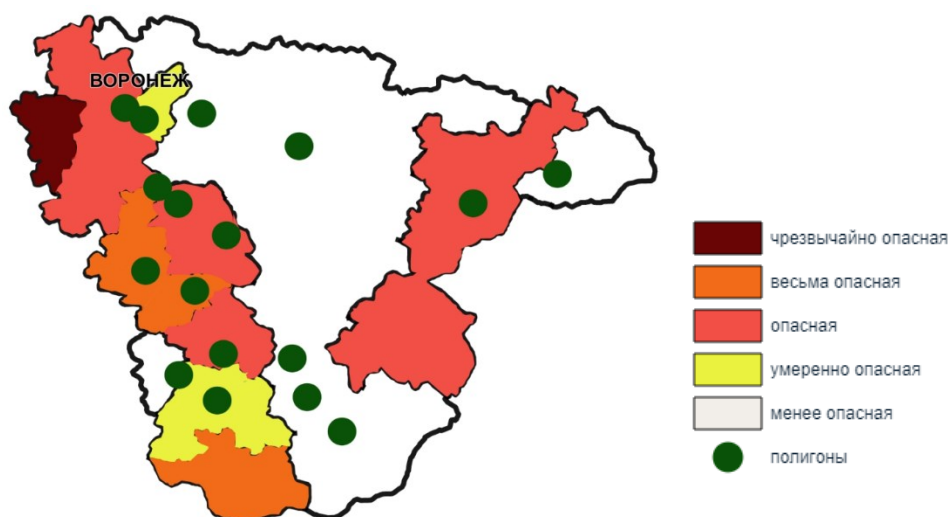 ВОРОНЕЖ
чрезвычайно опасная
весьма опасная
опасная
умеренно опасная
менее опасная
полигоны